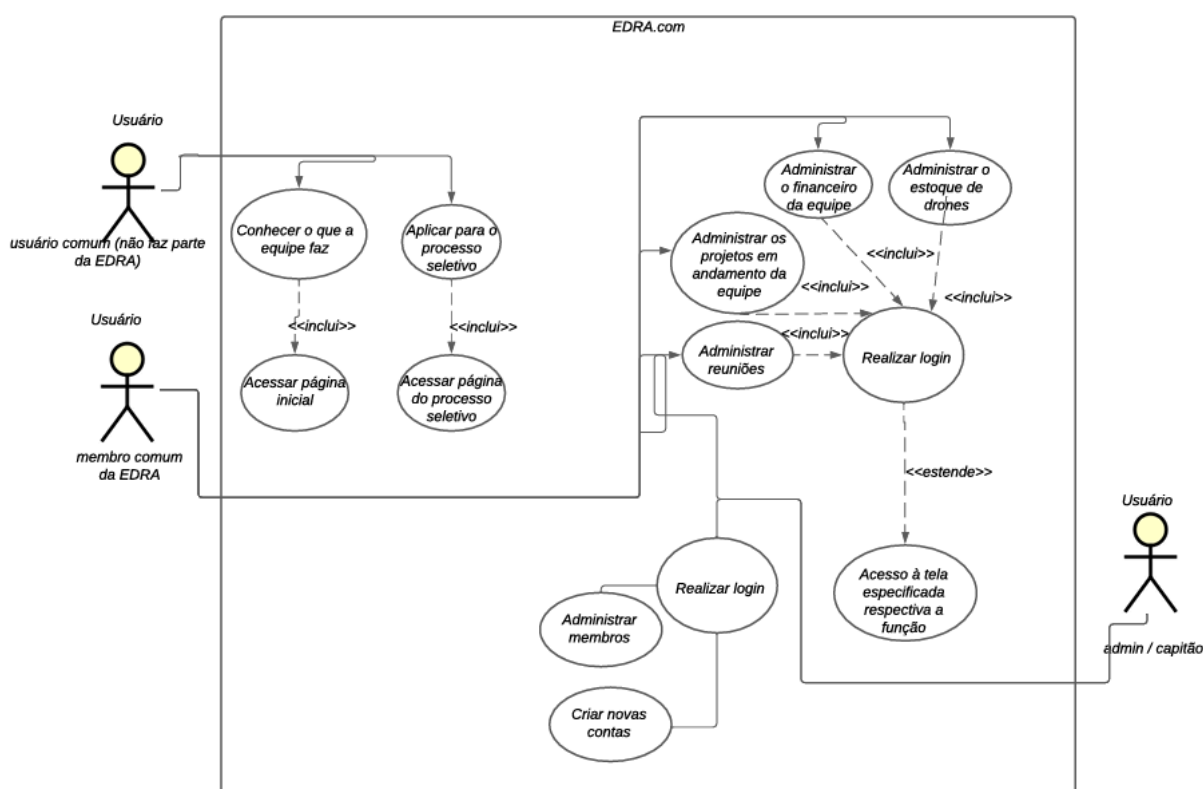 EDRA.com
Usuário
usuário comum (não faz parte
da EDRA)
Usuário
membro comum
da EDRA
Conhecer o que a
equipe faz
Aplicar para o
processo
seletivo
<<inclui>>
<<inclui>>
Acessar página
inicial
Acessar página
do processo
seletivo
Administrar
o financeiro
da equipe
Administrar o
estoque de
drones
Administrar os
projetos em
andamento da
equipe
<<inclui>>
<<inclui>>
<<inclui>>
<<inclui>>
Administrar
reuniões
Realizar login
<<estende>>
Acesso à tela
especificada
respectiva a
função
Realizar login
Administrar
membros
Criar novas
contas
Usuário
admin / capitão